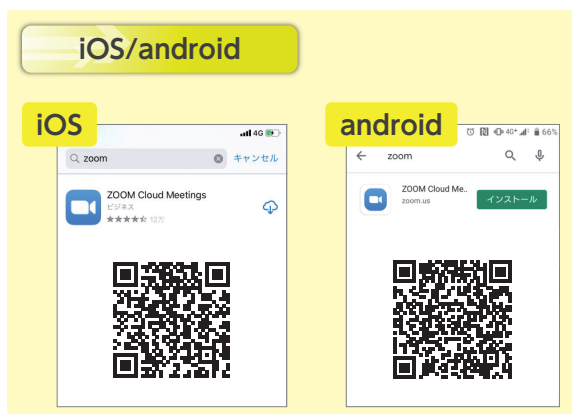 iOS/android
iOS
4G
zoom
キャンセル
ZOOM Cloud Meetings
ビジネス
★★★★☆ 12万
android
4G+ 66%
zoom
ZOOM Cloud Me..
zoom.us
インストール